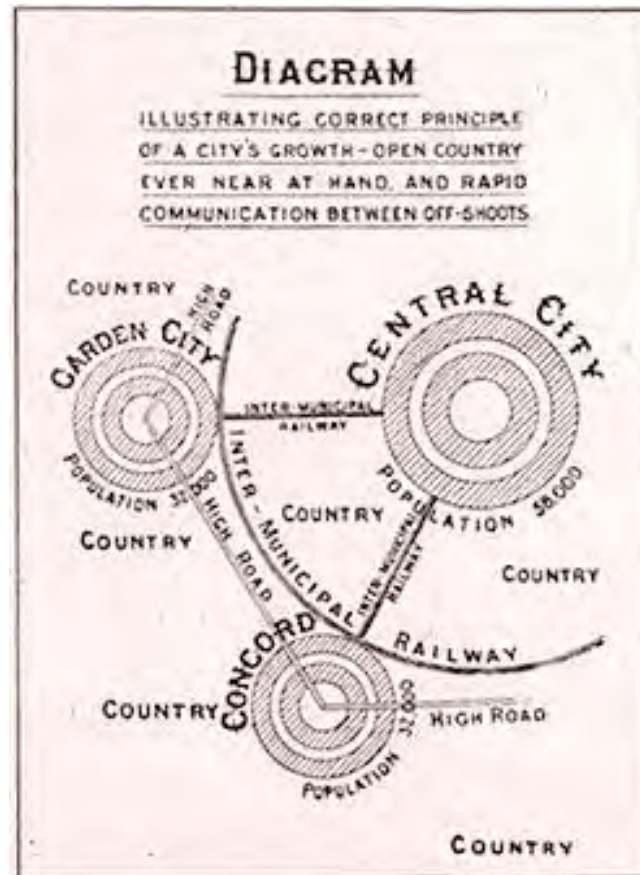 DIAGRAM
ILLUSTRATING CORRECT PRINCIPLE
OF A CITY'S GROWTH - OPEN COUNTRY
EVER NEAR AT HAND, AND RAPID
COMMUNICATION BETWEEN OFF-SHOOTS.
COUNTRY
HIGH
ROAD
GARDEN CITY
POPULATION 32,000
CENTRAL CITY
POPULATION 58,000
INTER-MUNICIPAL
RAILWAY
INTER-MUNICIPAL RAILWAY
HIGH ROAD
COUNTRY
COUNTRY
INTER-MUNICIPAL
RAILWAY
COUNTRY
CONCORD
POPULATION 32,000
COUNTRY
HIGH ROAD
COUNTRY